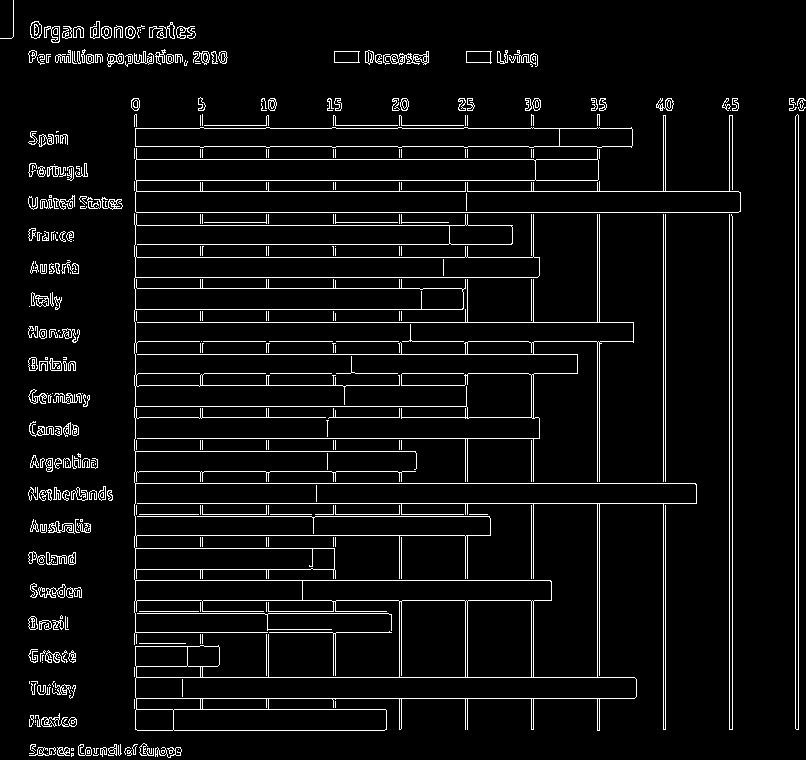 Organ donor rates
Per million population, 2010 Deceased Living
0 5 10 15 20 25 30 35 40 45 50
Spain
Portugal
United States
France
Austria
Italy
Norway
Britain
Germany
Canada
Argentina
Netherlands
Australia
Poland
Sweden
Brazil
Greece
Turkey
Mexico
Source: Council of Europe